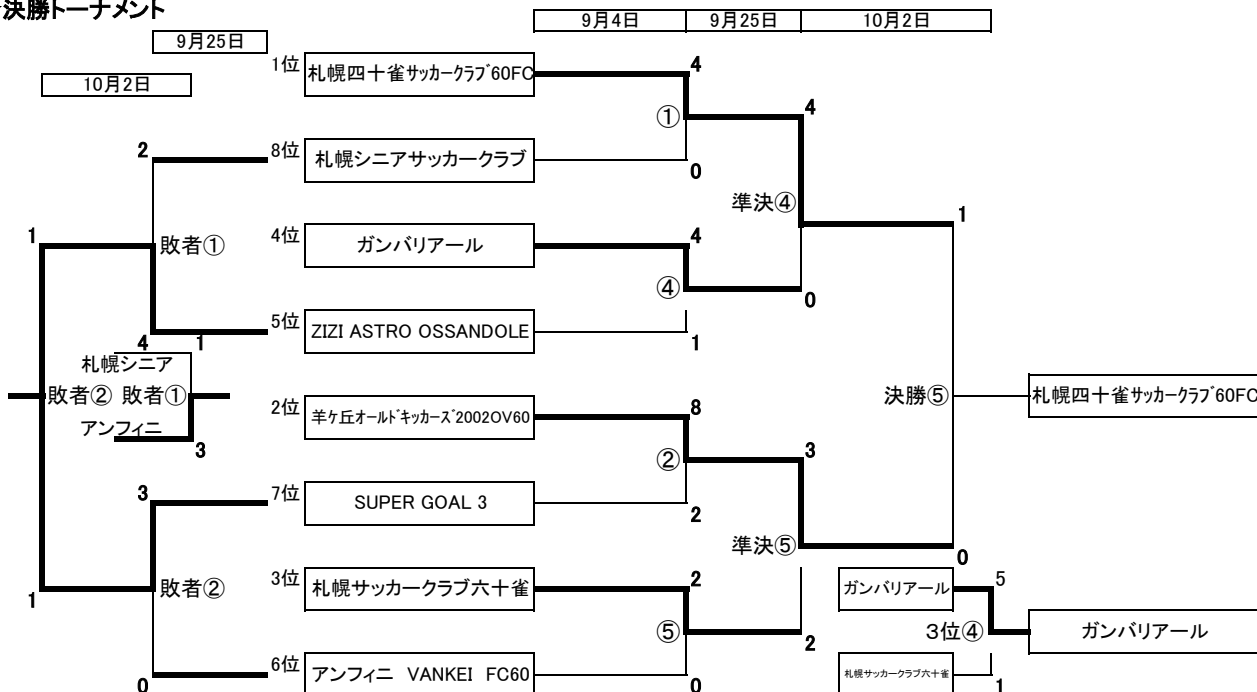 決勝トーナメント
9月4日 9月25日 10月2日
9月25日
10月2日
1位 札幌四十雀サッカークラブ60FC 4
① 4
2 8位 札幌シニアサッカークラブ 0
準決④
1 敗者① 4位 ガンバリアール 4 1
④ 0
4 1 5位 ZIZI ASTRO OSSANDOLE 1
札幌シニア
敗者② 敗者① 決勝⑤ 札幌四十雀サッカークラブ60FC
アンフィニ 2位 羊ケ丘オールドキッカーズ2002OV60 8
3 ② 3
3 7位 SUPER GOAL 3 2
準決⑤ 0
1 敗者② 3位 札幌サッカークラブ六十雀 2 ガンバリアール 5
⑤ 2 3位④ ガンバリアール
0 6位 アンフィニ VANKEI FC60 0 札幌サッカークラブ六十雀 1